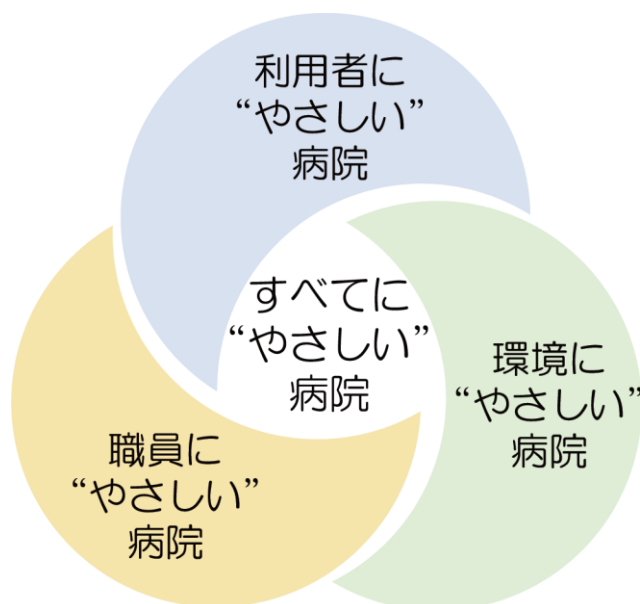 利用者に
“やさしい”
病院
すべてに
“やさしい”
病院
環境に
“やさしい”
病院
職員に
“やさしい”
病院